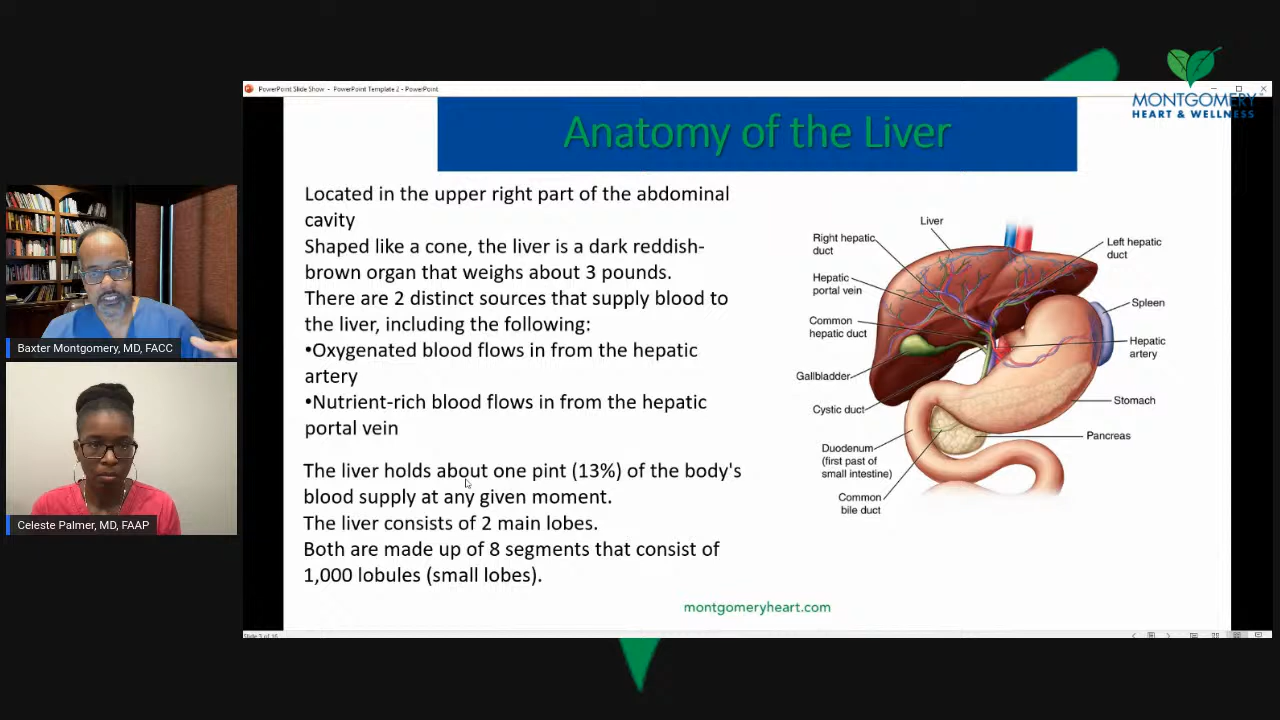 PowerPoint Slide Show - PowerPoint Template 2 - PowerPoint
MONTGOMERY
HEART & WELLNESS
Anatomy of the Liver
Located in the upper right part of the abdominal
cavity
Shaped like a cone, the liver is a dark reddish-
brown organ that weighs about 3 pounds.
There are 2 distinct sources that supply blood to
the liver, including the following:
•Oxygenated blood flows in from the hepatic
artery
•Nutrient-rich blood flows in from the hepatic
portal vein
The liver holds about one pint (13%) of the body's
blood supply at any given moment.
The liver consists of 2 main lobes.
Both are made up of 8 segments that consist of
1,000 lobules (small lobes).
Liver
Right hepatic
duct
Hepatic
portal vein
Common
hepatic duct
Gallbladder
Cystic duct
Duodenum
(first past of
small intestine)
Common
bile duct
Left hepatic
duct
Spleen
Hepatic
artery
Stomach
Pancreas
montgomeryheart.com
Baxter Montgomery, MD, FACC
Celeste Palmer, MD, FAAP